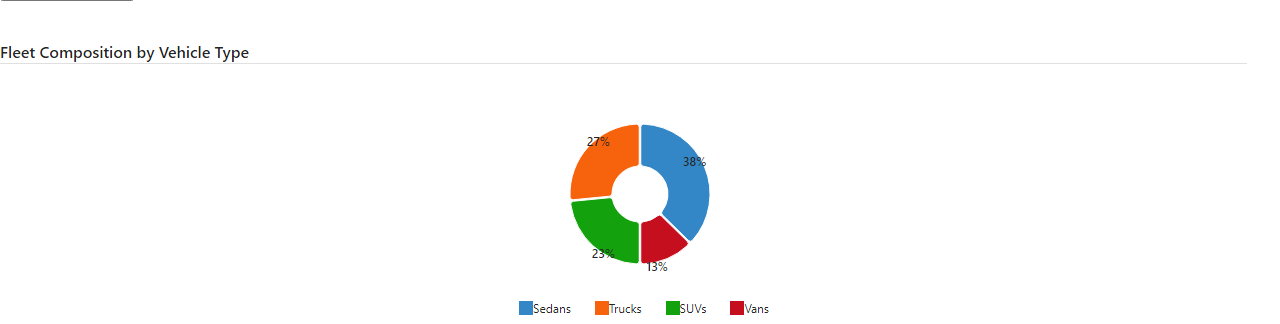 Fleet Composition by Vehicle Type
27%
38%
23%
13%
Sedans Trucks SUVs Vans